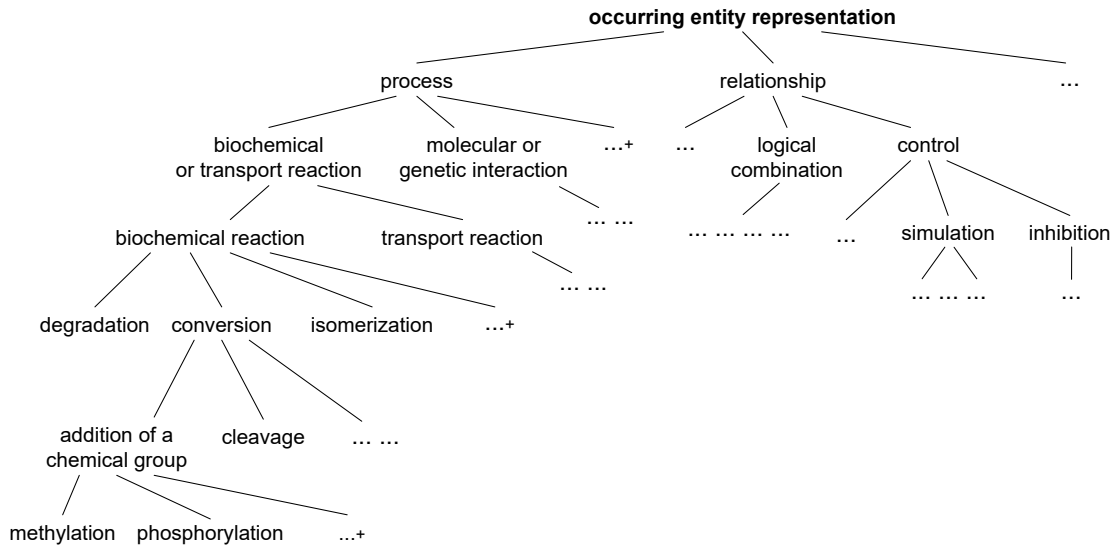 occurring entity representation
process
relationship
...
biochemical
or transport reaction
molecular or
genetic interaction
...+
...
logical
combination
control
... ...
biochemical reaction
transport reaction
... ... ... ...
...
simulation
inhibition
... ...
... ... ...
...
degradation
conversion
isomerization
...+
addition of a
chemical group
cleavage
... ...
methylation
phosphorylation
...+